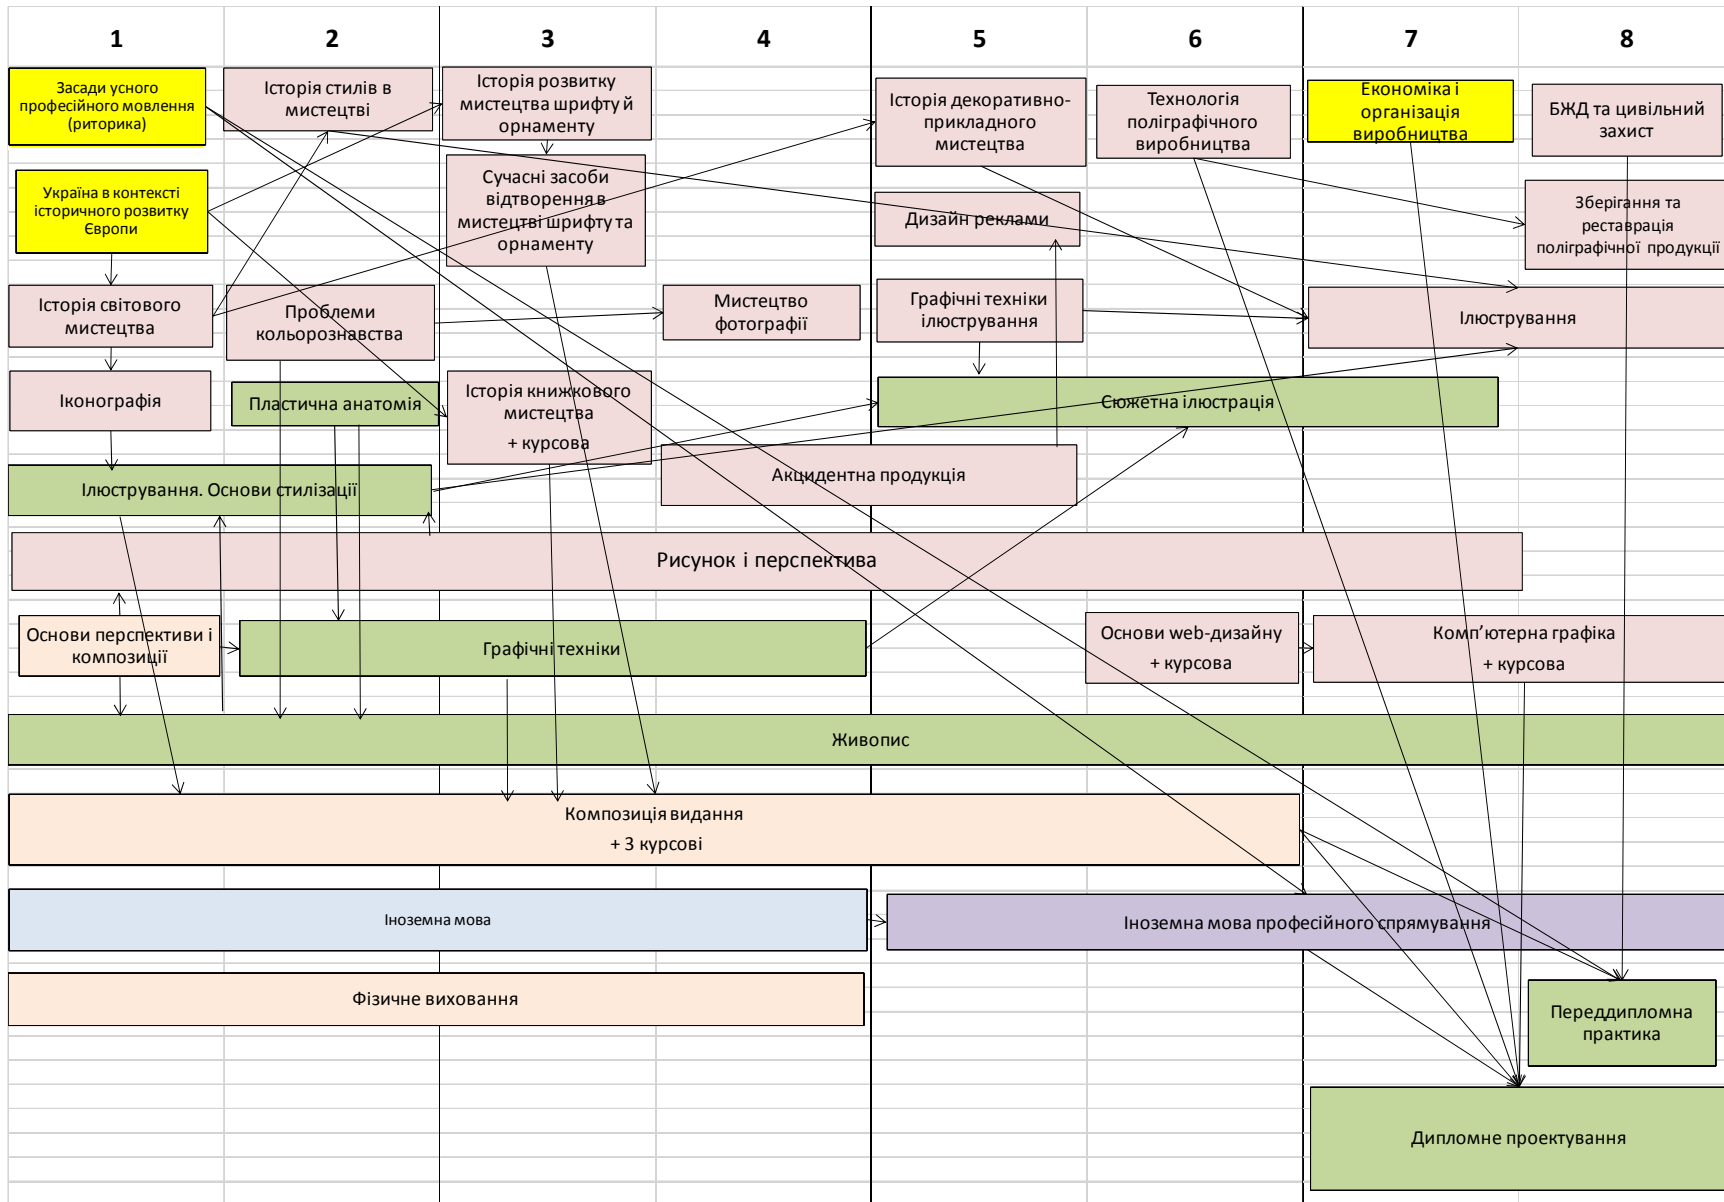 1 2 3 4 5 6 7 8
Засади усного
професійного мовлення
(риторика)
Історія стилів в
мистецтві
Історія розвитку
мистецтва шрифту й
орнаменту
Історія декоративно-
прикладного
мистецтва
Технологія
поліграфічного
виробництва
Економіка і
організація
виробництва
БЖД та цивільний
захист
Україна в контексті
історичного розвитку
Європи
Сучасні засоби
відтворення в
мистецтві шрифту та
орнаменту
Дизайн реклами
Зберігання та
реставрація
поліграфічної продукції
Історія світового
мистецтва
Проблеми
кольорознавства
Мистецтво
фотографії
Графічні техніки
ілюстрування
Ілюстрування
Іконографія
Пластична анатомія
Історія книжкового
мистецтва
+ курсова
Сюжетна ілюстрація
Ілюстрування. Основи стилізації
Акцидентна продукція
Рисунок і перспектива
Основи перспективи і
композиції
Графічні техніки
Основи web-дизайну
+ курсова
Комп’ютерна графіка
+ курсова
Живопис
Композиція видання
+ 3 курсові
Іноземна мова
Іноземна мова професійного спрямування
Фізичне виховання
Переддипломна
практика
Дипломне проектування